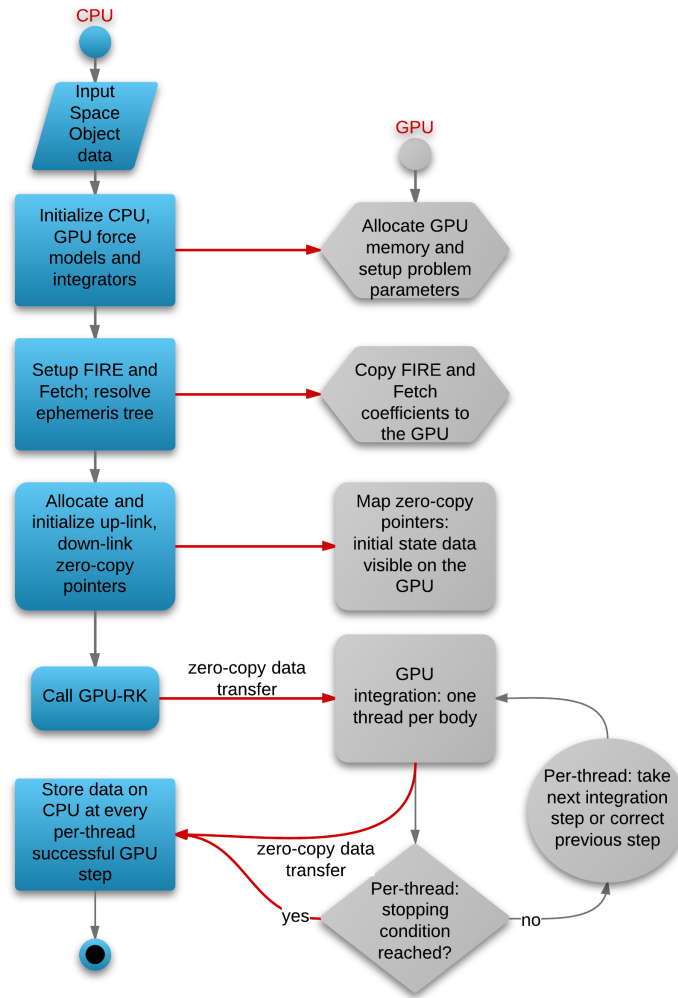 CPU
Input
Space
Object
data
GPU
Initialize CPU,
GPU force
models and
integrators
Allocate GPU
memory and
setup problem
parameters
Setup FIRE and
Fetch; resolve
ephemeris tree
Copy FIRE and
Fetch
coefficients to
the GPU
Allocate and
initialize up-link,
down-link
zero-copy
pointers
Map zero-copy
pointers:
initial state data
visible on the
GPU
Call GPU-RK
zero-copy data
transfer
GPU
integration: one
thread per body
Per-thread: take
next integration
step or correct
previous step
Store data on
CPU at every
per-thread
successful GPU
step
zero-copy data
transfer
Per-thread:
stopping
condition
reached?
yes
no